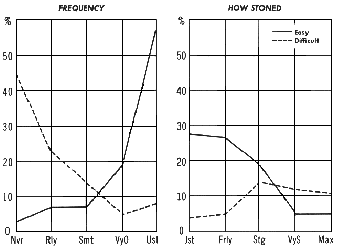 FREQUENCY
%
50
40
30
20
10
0
Nvr Rly Smt VyO Usl
HOW STONED
%
Easy
Difficult
50
40
30
20
10
0
Jst Frly Stg VyS Max